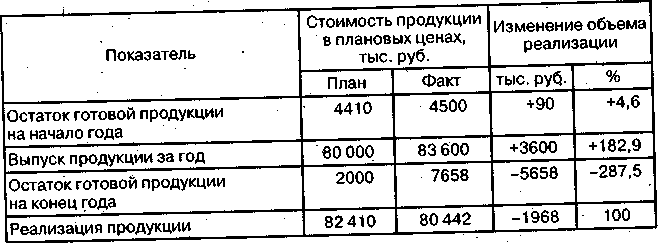 Показатель
Стоимость продукции
в плановых ценах,
тыс. руб.
Изменение объема
реализации
План
Факт
тыс. руб.
%
Остаток готовой продукции
на начало года
4410
4500
+90
+4,6
Выпуск продукции за год
80 000
83 600
+3600
+182,9
Остаток готовой продукции
на конец года
2000
7658
–5658
–287,5
Реализация продукции
82 410
80 442
–1968
100